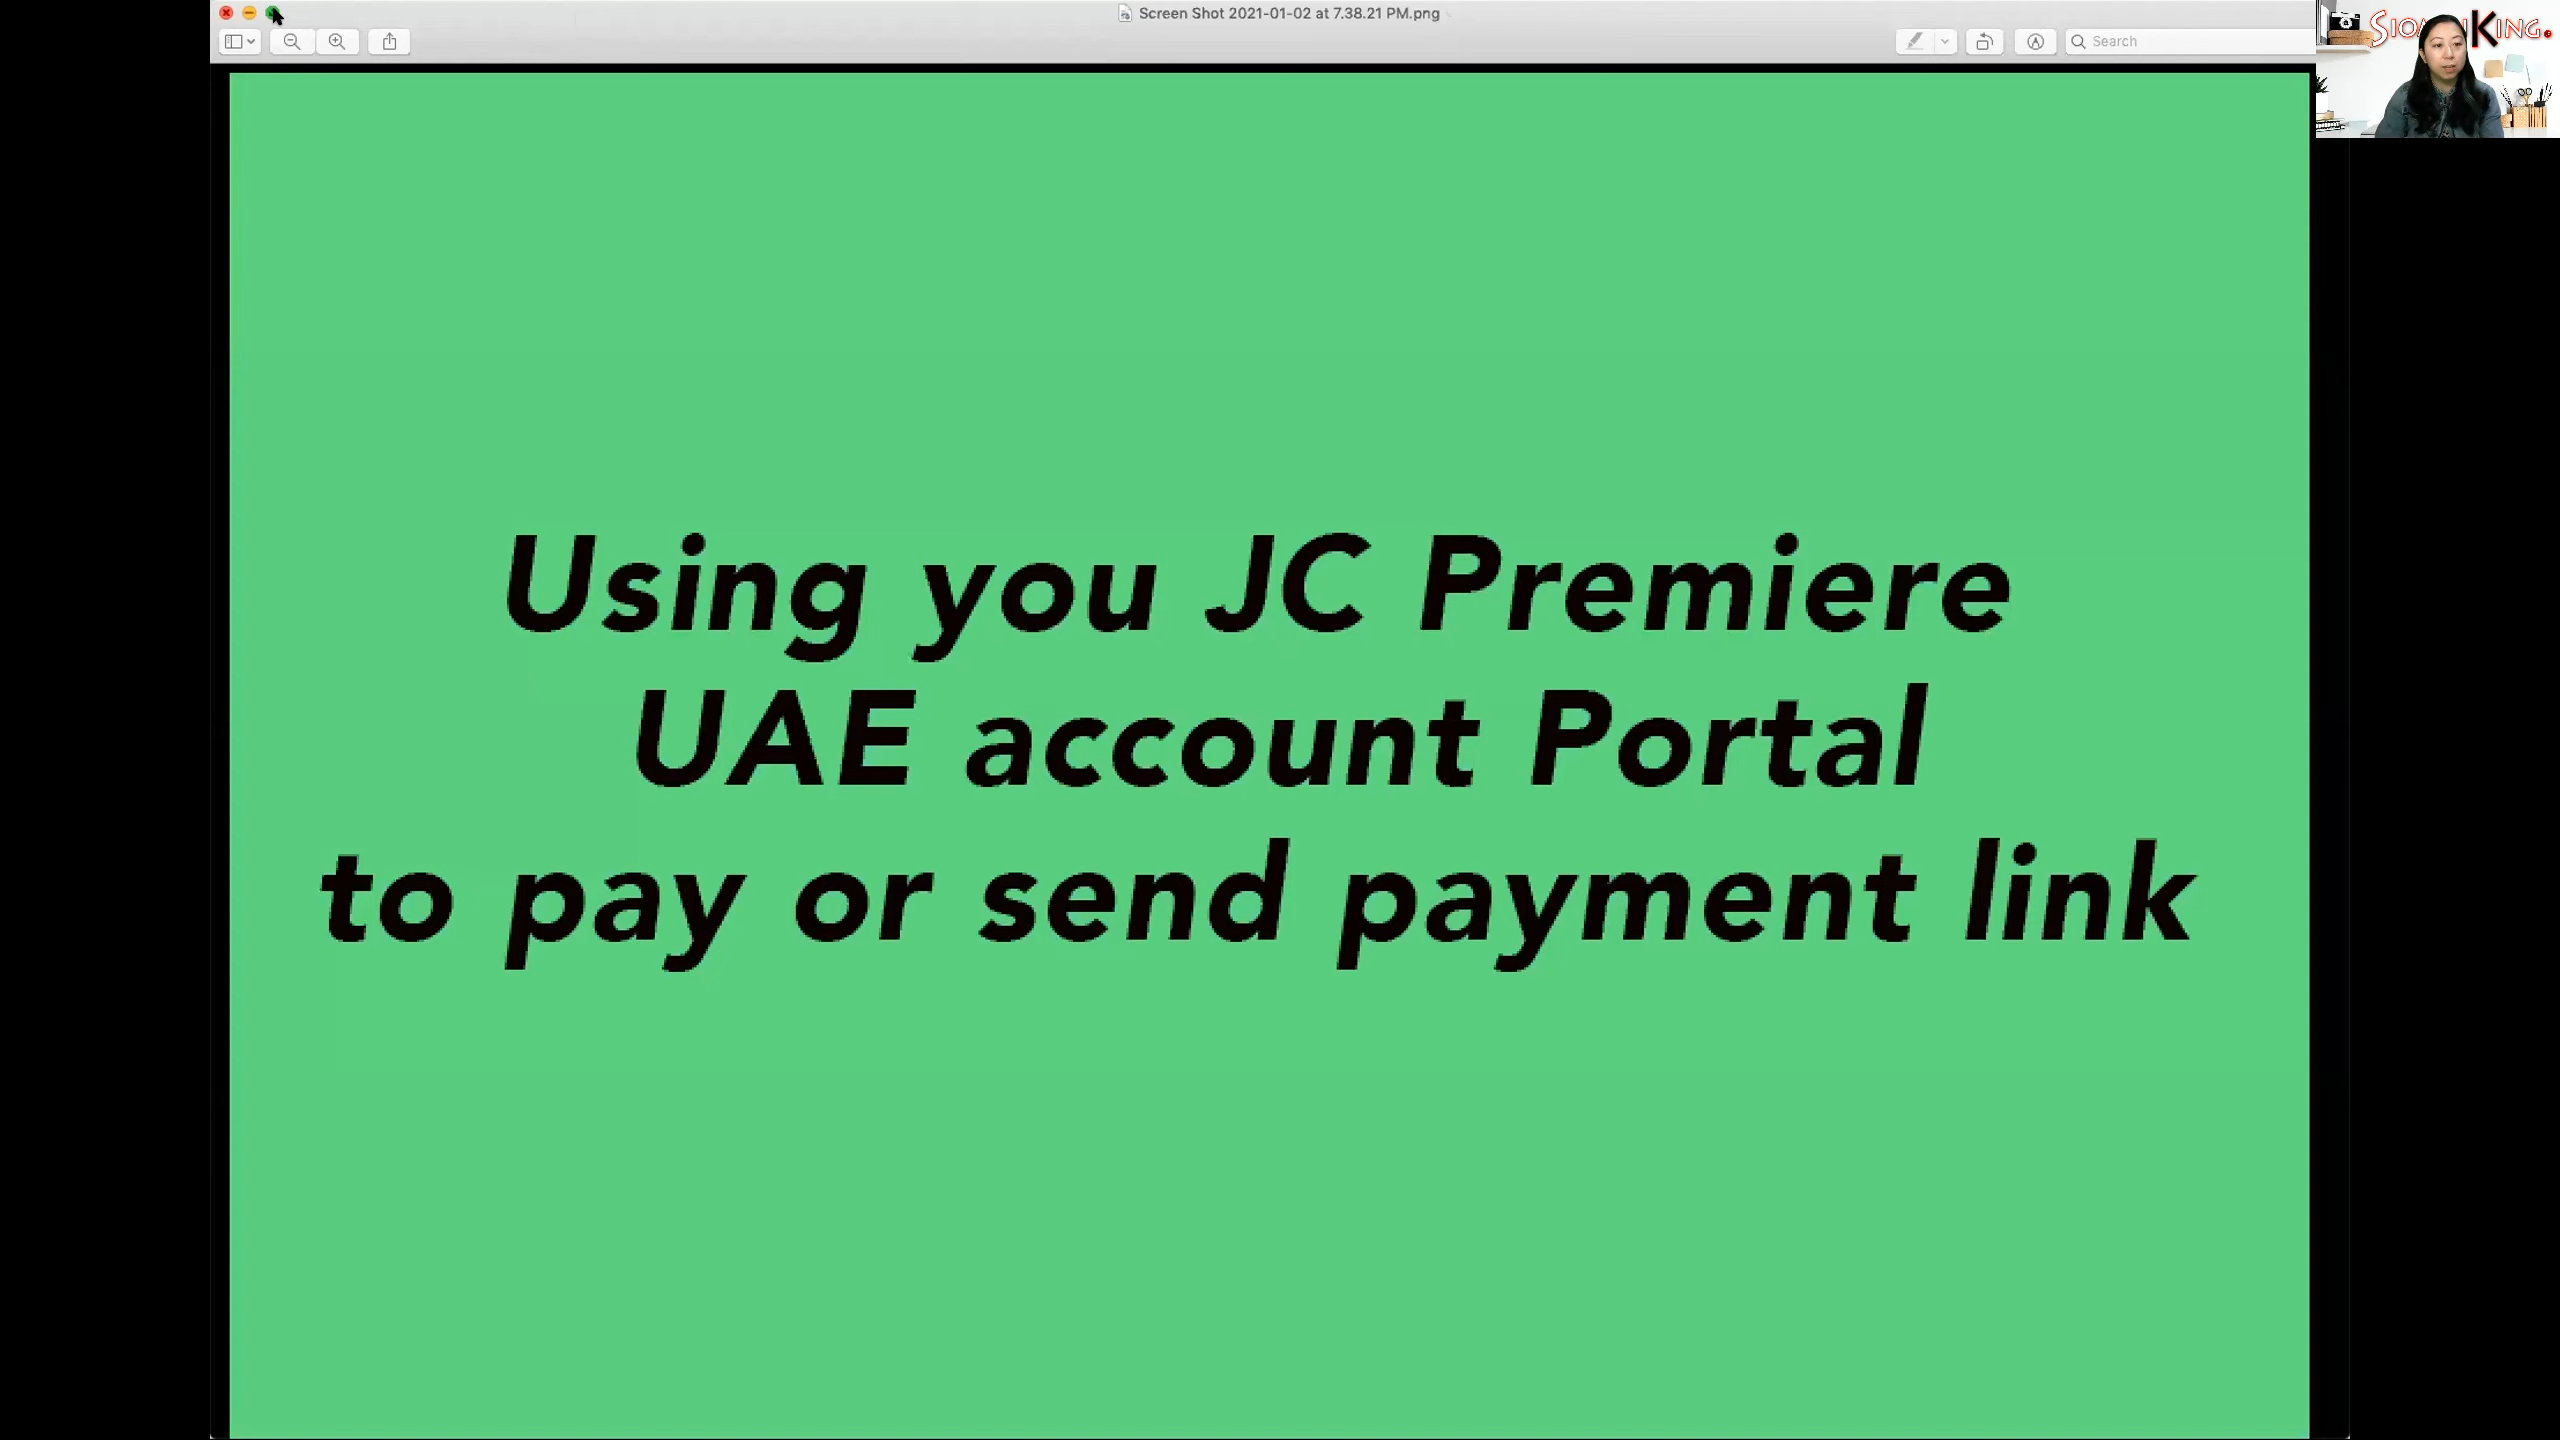 Screen Shot 2021-01-02 at 7.38.21 PM.png
Search
King.
Using you JC Premiere
UAE account Portal
to pay or send payment link